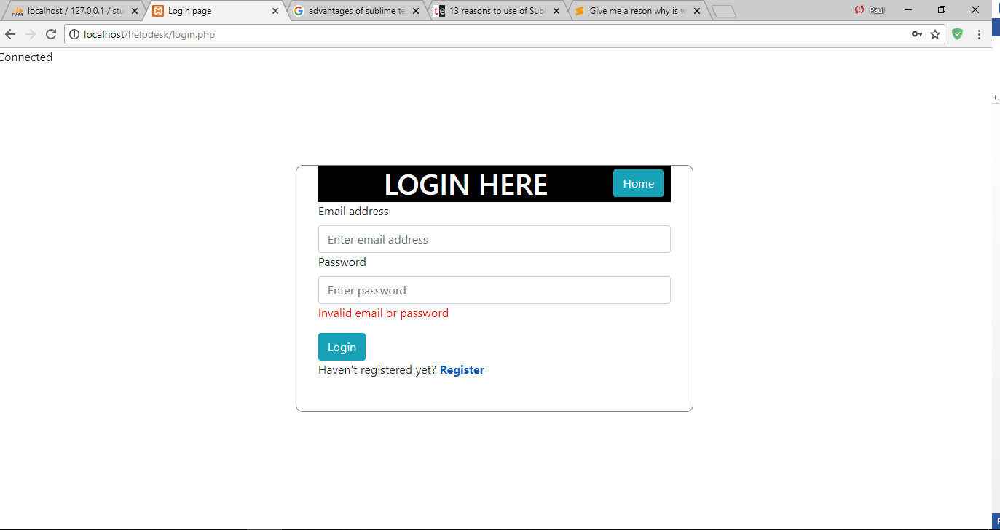 localhost / 127.0.0.1 / stu
Login page
advantages of sublime te
13 reasons to use of Subl
Give me a reson why is w
Paul
localhost/helpdesk/login.php
Connected
LOGIN HERE
Home
Email address
Enter email address
Password
Enter password
Invalid email or password
Login
Haven't registered yet? Register